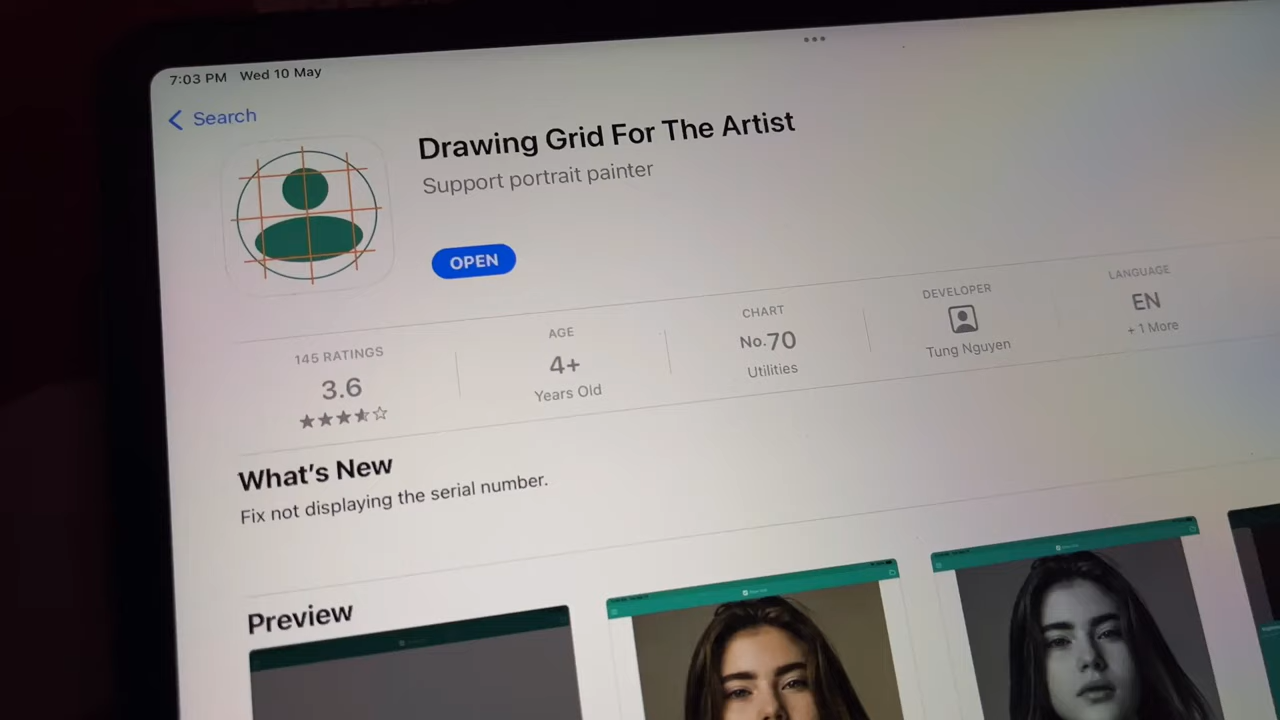 7:03 PM Wed 10 May
Search
Drawing Grid For The Artist
Support portrait painter
OPEN
145 RATINGS
3.6
AGE
4+
Years Old
CHART
No.70
Utilities
DEVELOPER
Tung Nguyen
LANGUAGE
EN
+ 1 More
What's New
Fix not displaying the serial number.
Preview